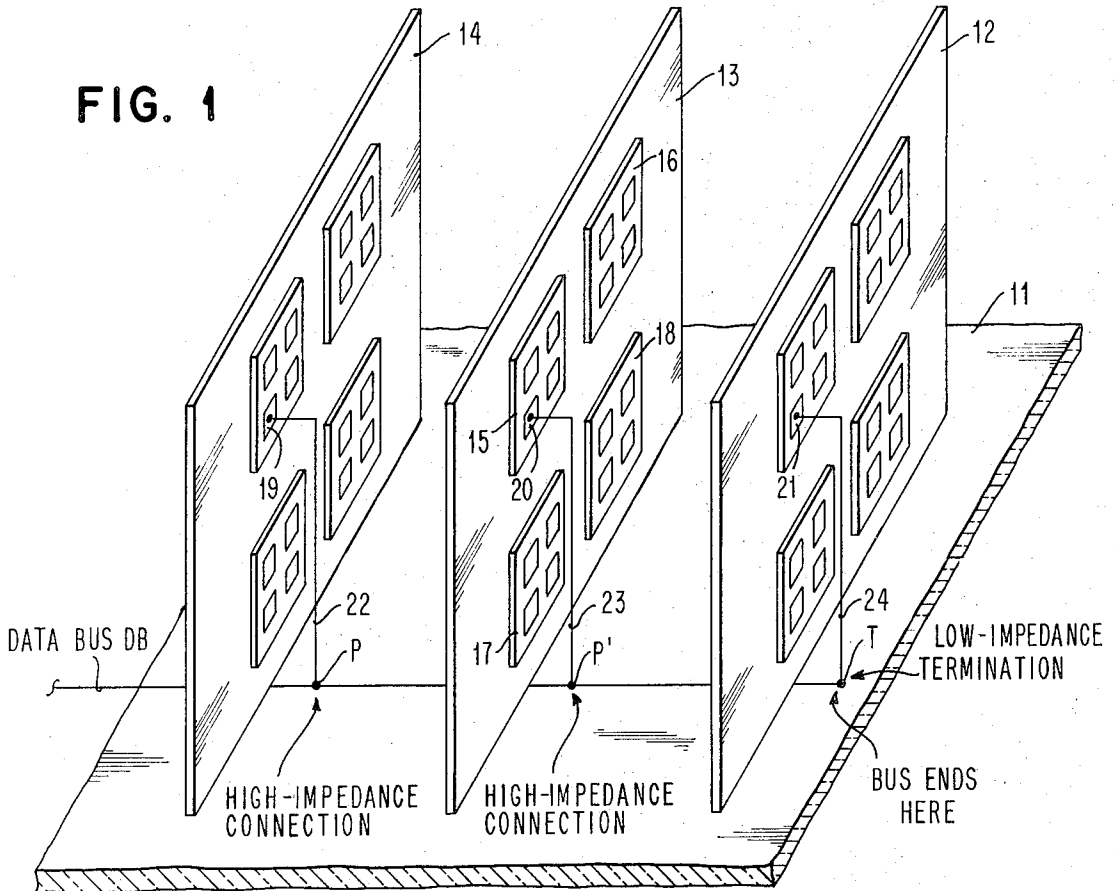 FIG. 1
14
13
12
16
11
18
15
19
20
21
17
22
23
24
DATA BUS DB
P
P'
T
LOW-IMPEDANCE
TERMINATION
HIGH-IMPEDANCE
CONNECTION
HIGH-IMPEDANCE
CONNECTION
BUS ENDS
HERE